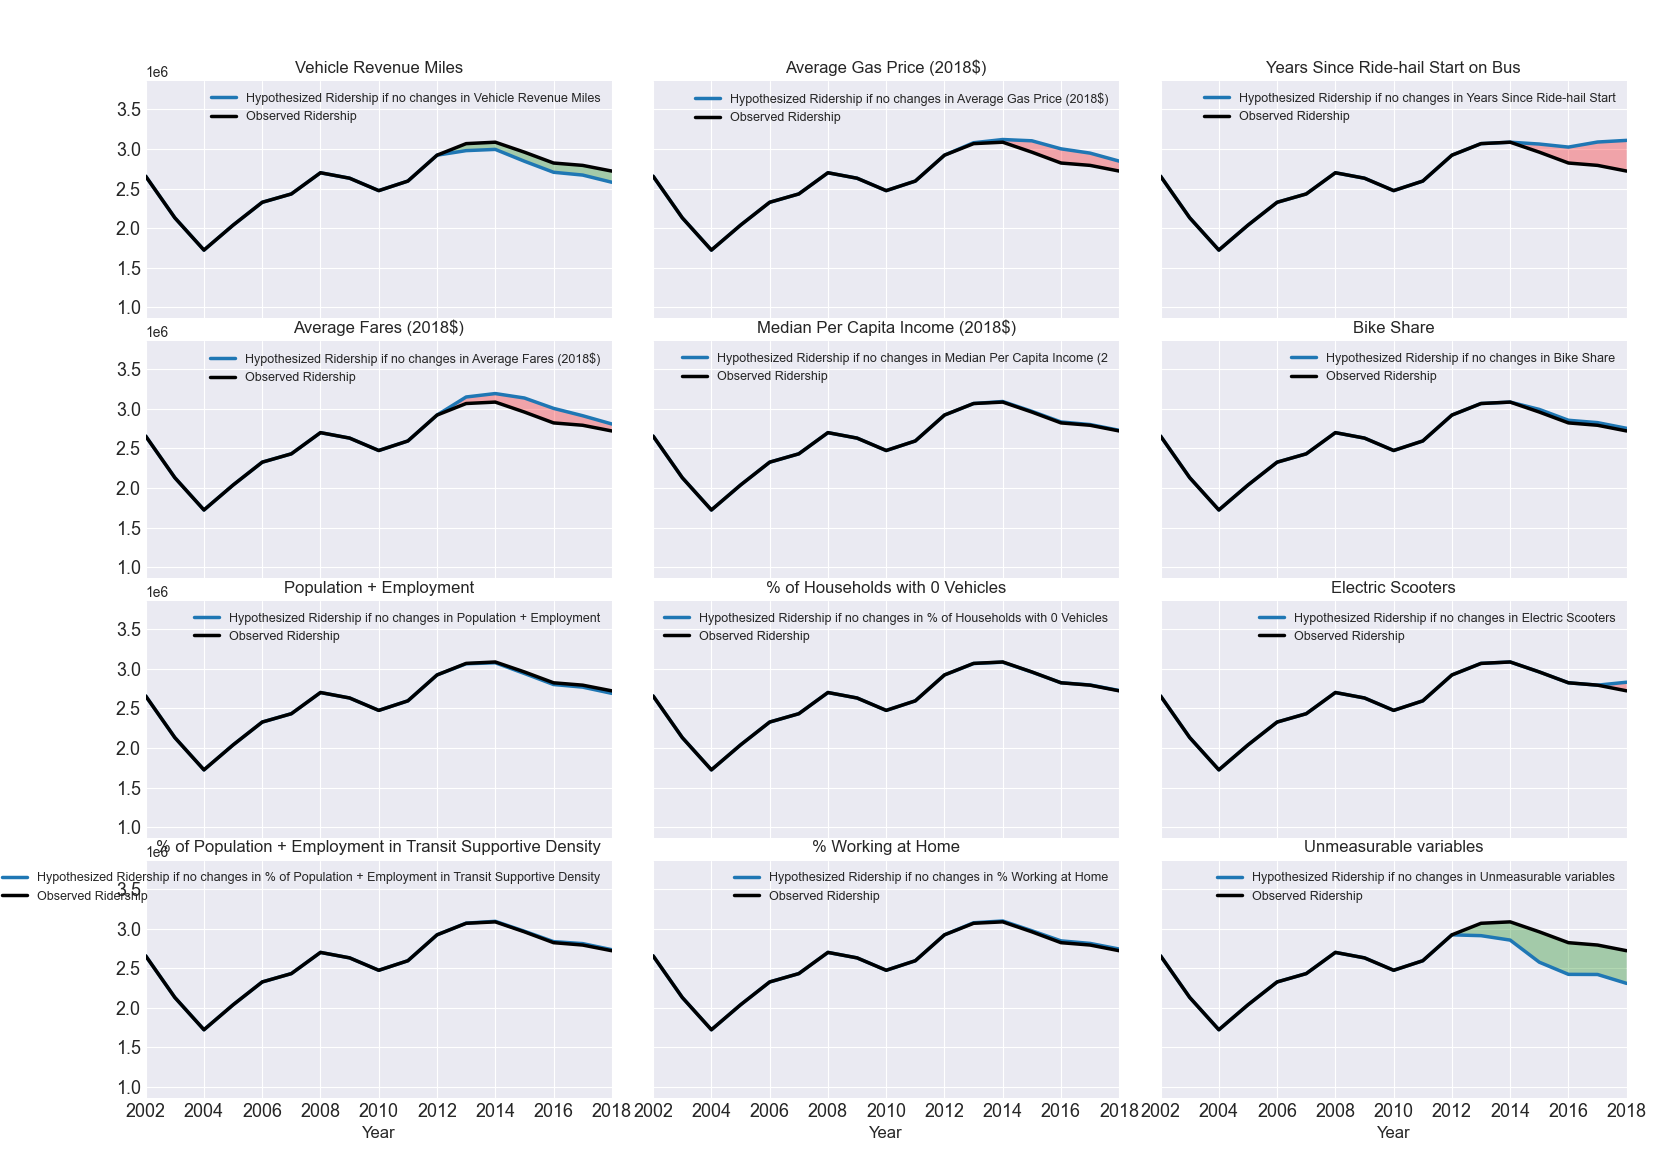 Vehicle Revenue Miles
1e6
Hypothesized Ridership if no changes in Vehicle Revenue Miles
Observed Ridership
3.5
3.0
2.5
2.0
1.5
1.0
Average Gas Price (2018$)
Hypothesized Ridership if no changes in Average Gas Price (2018$)
Observed Ridership
Years Since Ride-hail Start on Bus
Hypothesized Ridership if no changes in Years Since Ride-hail Start
Observed Ridership
Average Fares (2018$)
1e6
Hypothesized Ridership if no changes in Average Fares (2018$)
Observed Ridership
3.5
3.0
2.5
2.0
1.5
1.0
Median Per Capita Income (2018$)
Hypothesized Ridership if no changes in Median Per Capita Income (2
Observed Ridership
Bike Share
Hypothesized Ridership if no changes in Bike Share
Observed Ridership
Population + Employment
1e6
Hypothesized Ridership if no changes in Population + Employment
Observed Ridership
3.5
3.0
2.5
2.0
1.5
1.0
% of Households with 0 Vehicles
Hypothesized Ridership if no changes in % of Households with 0 Vehicles
Observed Ridership
Electric Scooters
Hypothesized Ridership if no changes in Electric Scooters
Observed Ridership
% of Population + Employment in Transit Supportive Density
1e6
Hypothesized Ridership if no changes in % of Population + Employment in Transit Supportive Density
Observed Ridership
3.5
3.0
2.5
2.0
1.5
1.0
2002 2004 2006 2008 2010 2012 2014 2016 2018
Year
% Working at Home
Hypothesized Ridership if no changes in % Working at Home
Observed Ridership
2002 2004 2006 2008 2010 2012 2014 2016 2018
Year
Unmeasurable variables
Hypothesized Ridership if no changes in Unmeasurable variables
Observed Ridership
2002 2004 2006 2008 2010 2012 2014 2016 2018
Year